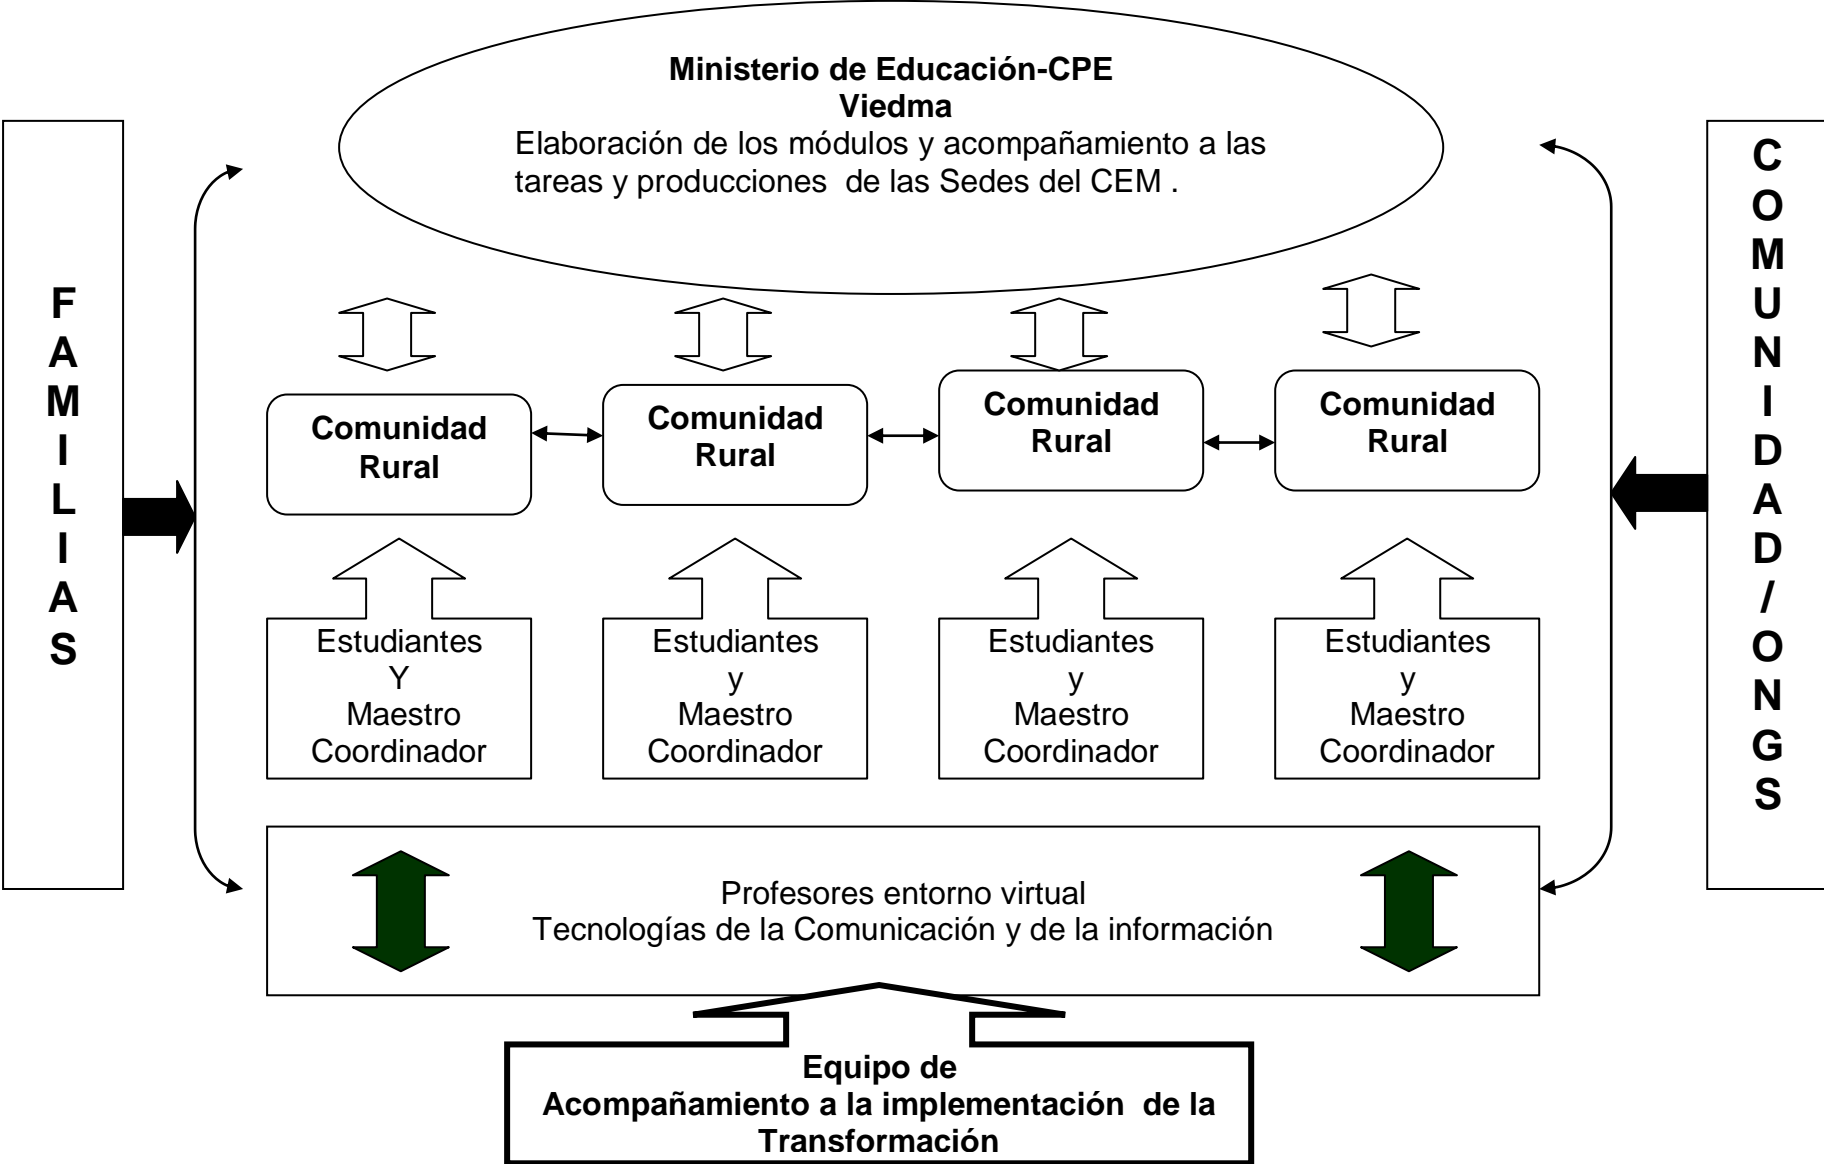 Ministerio de Educación-CPE
Viedma
Elaboración de los módulos y acompañamiento a las
tareas y producciones de las Sedes del CEM .
F
A
M
I
L
I
A
S
C
O
M
U
N
I
D
A
D
/
O
N
G
S
Comunidad
Rural
Comunidad
Rural
Comunidad
Rural
Comunidad
Rural
Estudiantes
Y
Maestro
Coordinador
Estudiantes
y
Maestro
Coordinador
Estudiantes
y
Maestro
Coordinador
Estudiantes
y
Maestro
Coordinador
Profesores entorno virtual
Tecnologías de la Comunicación y de la información
Equipo de
Acompañamiento a la implementación de la
Transformación